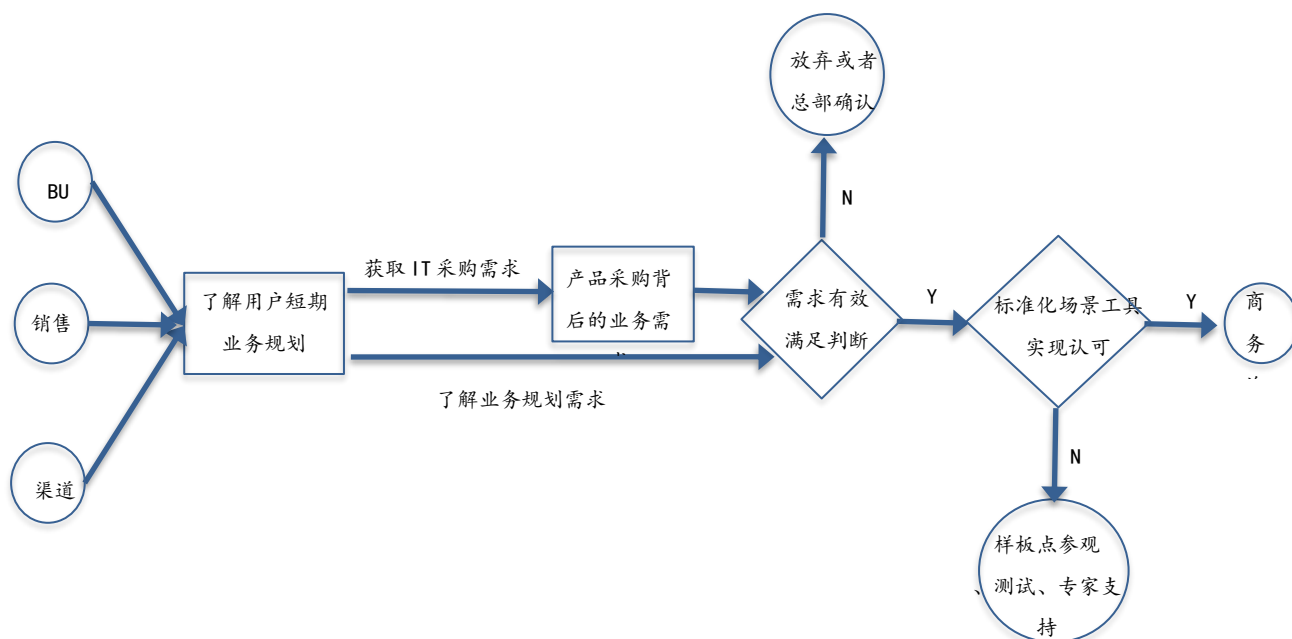 放弃或者
总部确认
BU
N
获取 IT 采购需求
产品采购背
后的业务需
了解用户短期
业务规划
销售
需求有效
满足判断
Y
标准化场景工具
实现认可
Y
商
务
了解业务规划需求
N
渠道
样板点参观
、测试、专家支
持